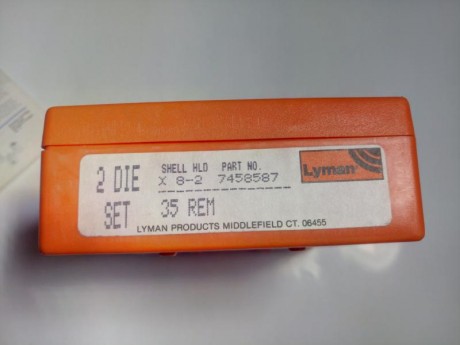 2 DIE SHELL HLD PART NO. Lyman
X 8-2 7458587
SET 35 REM
LYMAN PRODUCTS MIDDLEFIELD CT. 06455